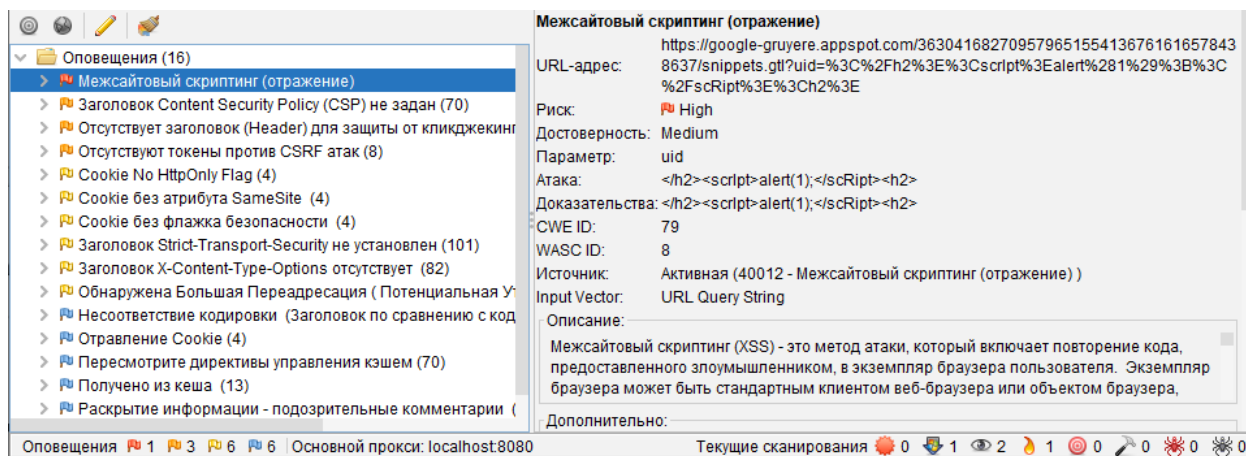 Оповещения (16)
Межсайтовый скриптинг (отражение)
Заголовок Content Security Policy (CSP) не задан (70)
Отсутствует заголовок (Header) для защиты от кликджекинг
Отсутствуют токены против CSRF атак (8)
Cookie No HttpOnly Flag (4)
Cookie без атрибута SameSite (4)
Cookie без флажка безопасности (4)
Заголовок Strict-Transport-Security не установлен (101)
Заголовок X-Content-Type-Options отсутствует (82)
Обнаружена Большая Переадресация ( Потенциальная Ут
Несоответствие кодировки (Заголовок по сравнению с код
Отравление Cookie (4)
Пересмотрите директивы управления кэшем (70)
Получено из кеша (13)
Раскрытие информации - подозрительные комментарии (
Межсайтовый скриптинг (отражение)
URL-адрес: https://google-gruyere.appspot.com/36304168270957965155413676161657843
8637/snippets.gtl?uid=%3C%2Fh2%3E%3CscrIpt%3Ealert%281%29%3B%3C
%2FscRipt%3E%3Ch2%3E
Риск: High
Достоверность: Medium
Параметр: uid
Атака: </h2><scrIpt>alert(1);</scRipt><h2>
Доказательства: </h2><scrIpt>alert(1);</scRipt><h2>
CWE ID: 79
WASC ID: 8
Источник: Активная (40012 - Межсайтовый скриптинг (отражение) )
Input Vector: URL Query String
Описание:
Межсайтовый скриптинг (XSS) - это метод атаки, который включает повторение кода,
предоставленного злоумышленником, в экземпляр браузера пользователя. Экземпляр
браузера может быть стандартным клиентом веб-браузера или объектом браузера,
Дополнительно:
Оповещения 1 3 6 6 Основной прокси: localhost:8080
Текущие сканирования 0 1 2 1 0 0 0 0